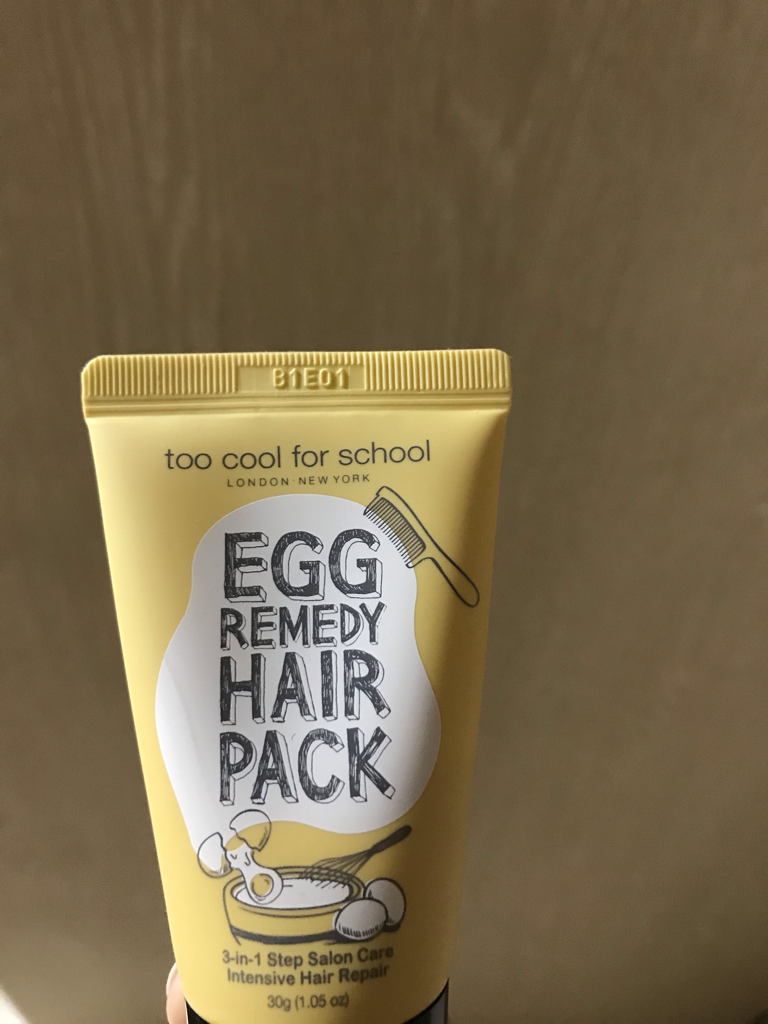 B1E01
too cool for school
LONDON · NEW YORK
EGG
REMEDY
HAIR
PACK
3-in-1 Step Salon Care
Intensive Hair Repair
30g (1.05 oz)